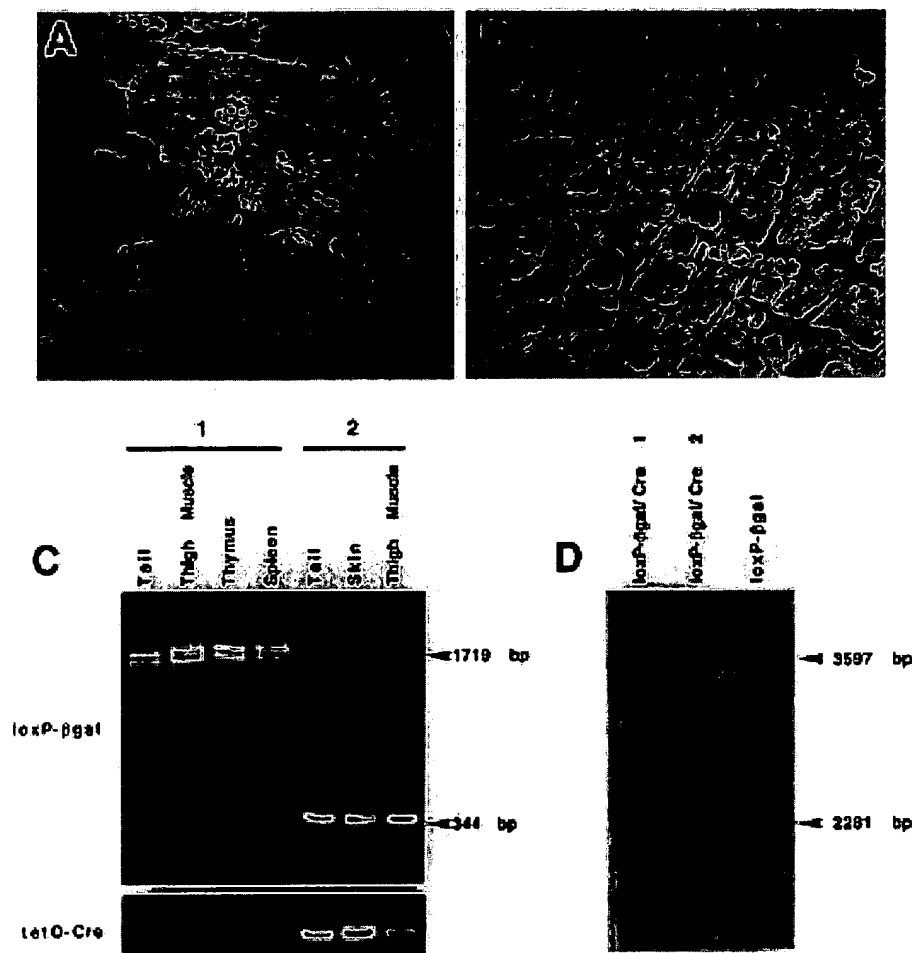 A
1 2
Tail Thigh Muscle Thymus Spleen Tail Skin Thigh Muscle
C
1719 bp
loxP-βgal
344 bp
tetO-Cre
loxP-βgal/Cre 1
loxP-βgal/Cre 2
loxP-βgal
D
3597 bp
2281 bp